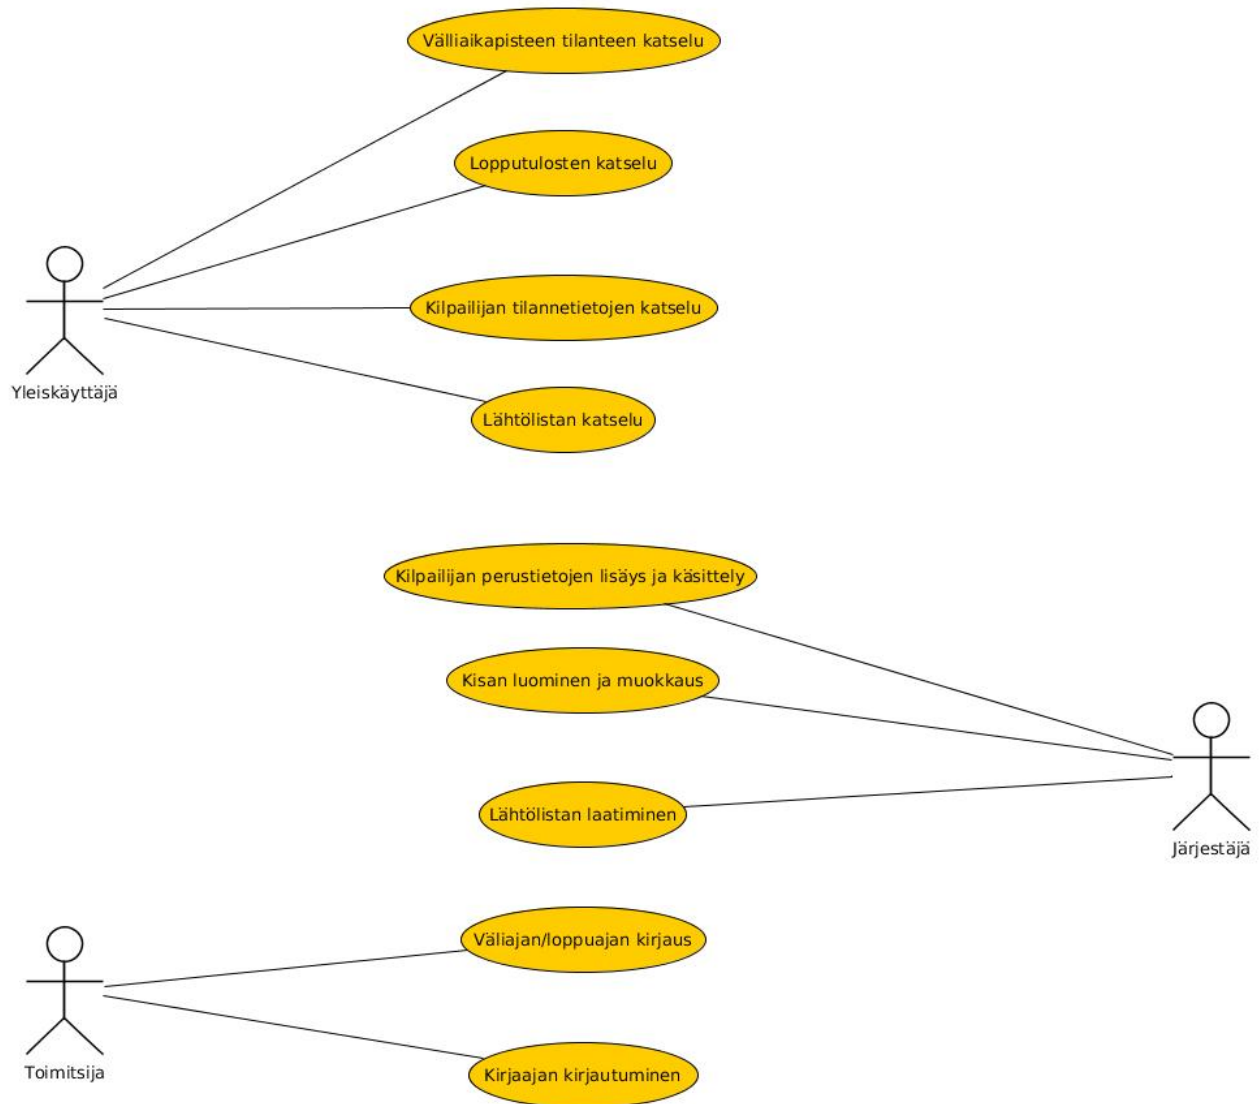 Välliaikapisteen tilanteen katselu
Lopputulosten katselu
Kilpailijan tilannetietojen katselu
Yleiskäyttäjä
Lähtölistan katselu
Kilpailijan perustietojen lisäys ja käsittely
Kisan luominen ja muokkaus
Lähtölistan laatiminen
Järjestäjä
Väliajan/loppuajan kirjaus
Toimitsija
Kirjaajan kirjautuminen